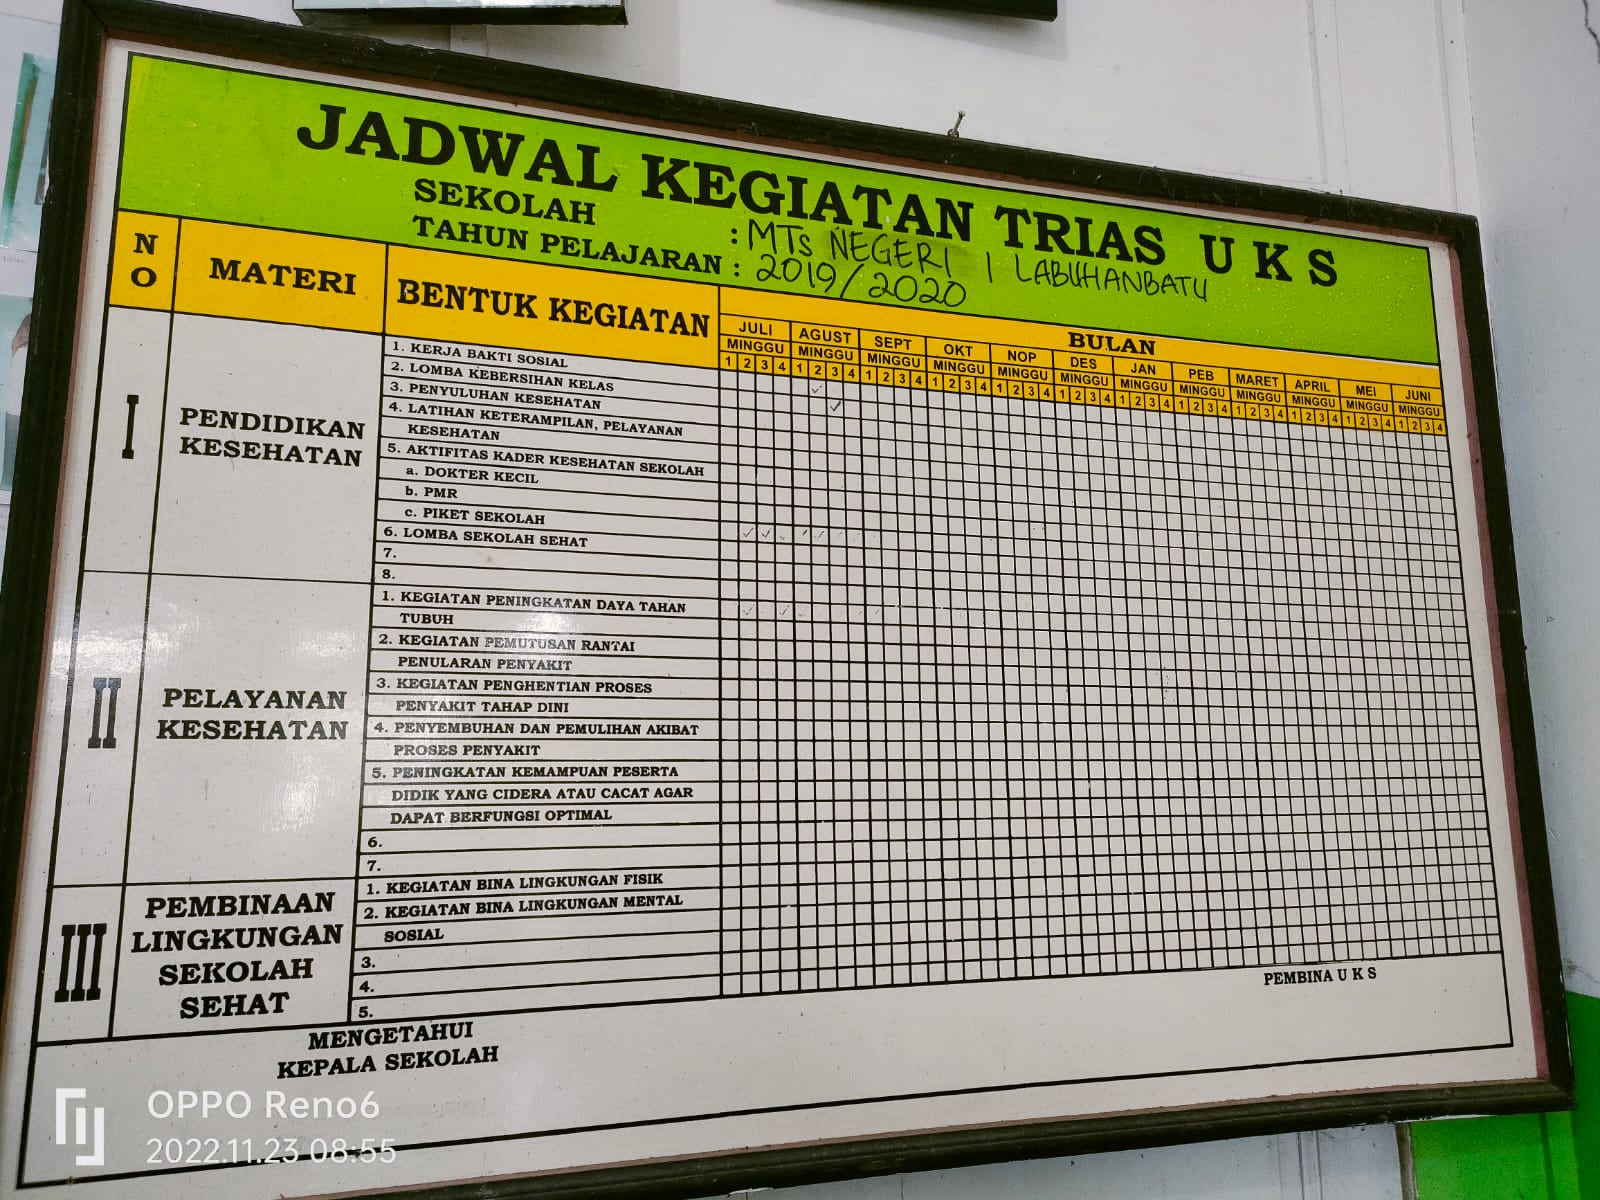 JADWAL KEGIATAN TRIAS U K S
SEKOLAH : MTs NEGERI 1 LABUHANBATU
TAHUN PELAJARAN : 2019/2020
NO
MATERI
BENTUK KEGIATAN
BULAN
JULI AGUST SEPT OKT NOP DES JAN PEB MARET APRIL MEI JUNI
MINGGU MINGGU MINGGU MINGGU MINGGU MINGGU MINGGU MINGGU MINGGU MINGGU MINGGU MINGGU
1 2 3 4 1 2 3 4 1 2 3 4 1 2 3 4 1 2 3 4 1 2 3 4 1 2 3 4 1 2 3 4 1 2 3 4 1 2 3 4 1 2 3 4 1 2 3 4
I
PENDIDIKAN
KESEHATAN
1. KERJA BAKTI SOSIAL
2. LOMBA KEBERSIHAN KELAS
3. PENYULUHAN KESEHATAN
4. LATIHAN KETERAMPILAN, PELAYANAN
KESEHATAN
5. AKTIFITAS KADER KESEHATAN SEKOLAH
a. DOKTER KECIL
b. PMR
c. PIKET SEKOLAH
6. LOMBA SEKOLAH SEHAT
7.
8.
II
PELAYANAN
KESEHATAN
1. KEGIATAN PENINGKATAN DAYA TAHAN
TUBUH
2. KEGIATAN PEMUTUSAN RANTAI
PENULARAN PENYAKIT
3. KEGIATAN PENGHENTIAN PROSES
PENYAKIT TAHAP DINI
4. PENYEMBUHAN DAN PEMULIHAN AKIBAT
PROSES PENYAKIT
5. PENINGKATAN KEMAMPUAN PESERTA
DIDIK YANG CIDERA ATAU CACAT AGAR
DAPAT BERFUNGSI OPTIMAL
6.
7.
III
PEMBINAAN
LINGKUNGAN
SEKOLAH
SEHAT
1. KEGIATAN BINA LINGKUNGAN FISIK
2. KEGIATAN BINA LINGKUNGAN MENTAL
SOSIAL
3.
4.
5.
MENGETAHUI
KEPALA SEKOLAH
PEMBINA U K S
OPPO Reno6
2022.11.23 08:55